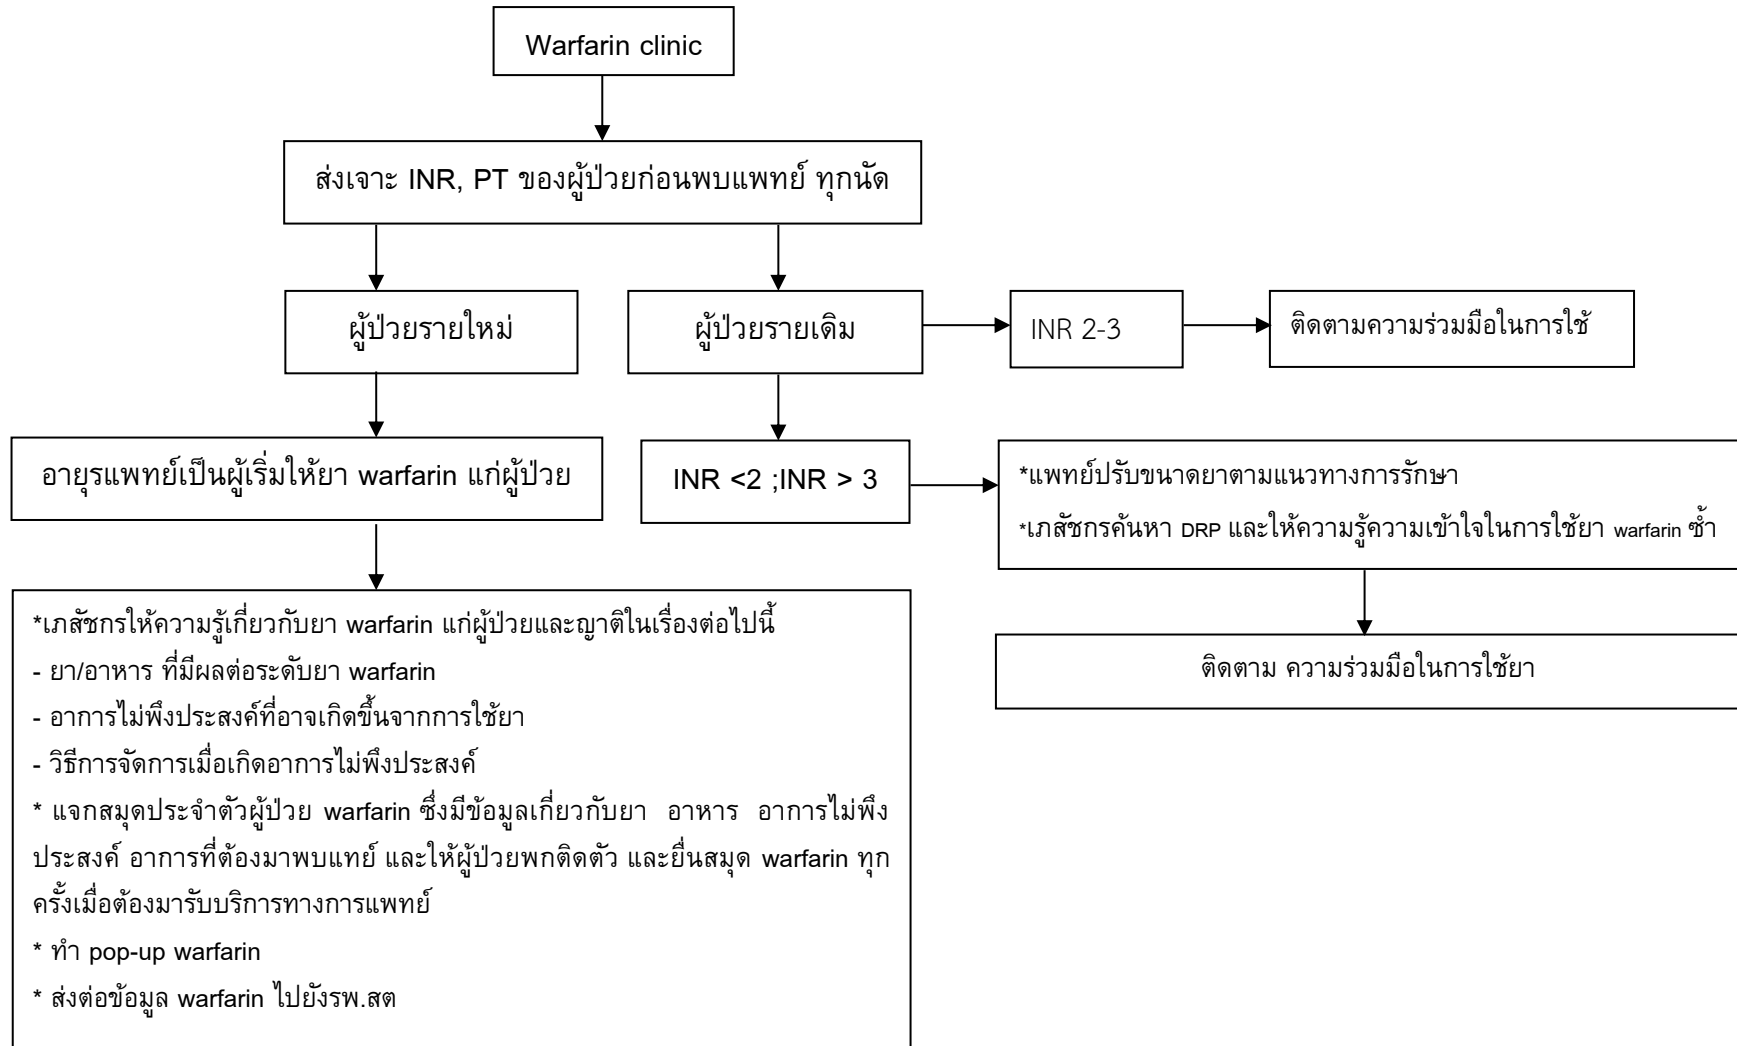 Warfarin clinic
ส่งเจาะ INR, PT ของผู้ป่วยก่อนพบแพทย์ ทุกนัด
ผู้ป่วยรายใหม่
ผู้ป่วยรายเดิม
INR 2-3
ติดตามความร่วมมือในการใช้
อายุรแพทย์เป็นผู้เริ่มให้ยา warfarin แก่ผู้ป่วย
INR <2 ;INR > 3
*แพทย์ปรับขนาดยาตามแนวทางการรักษา
*เภสัชกรค้นหา DRP และให้ความรู้ความเข้าใจในการใช้ยา warfarin ซ้ำ
ติดตาม ความร่วมมือในการใช้ยา
*เภสัชกรให้ความรู้เกี่ยวกับยา warfarin แก่ผู้ป่วยและญาติในเรื่องต่อไปนี้
- ยา/อาหาร ที่มีผลต่อระดับยา warfarin
- อาการไม่พึงประสงค์ที่อาจเกิดขึ้นจากการใช้ยา
- วิธีการจัดการเมื่อเกิดอาการไม่พึงประสงค์
* แจกสมุดประจำตัวผู้ป่วย warfarin ซึ่งมีข้อมูลเกี่ยวกับยา อาหาร อาการไม่พึง
ประสงค์ อาการที่ต้องมาพบแทย์ และให้ผู้ป่วยพกติดตัว และยื่นสมุด warfarin ทุก
ครั้งเมื่อต้องมารับบริการทางการแพทย์
* ทำ pop-up warfarin
* ส่งต่อข้อมูล warfarin ไปยังรพ.สต